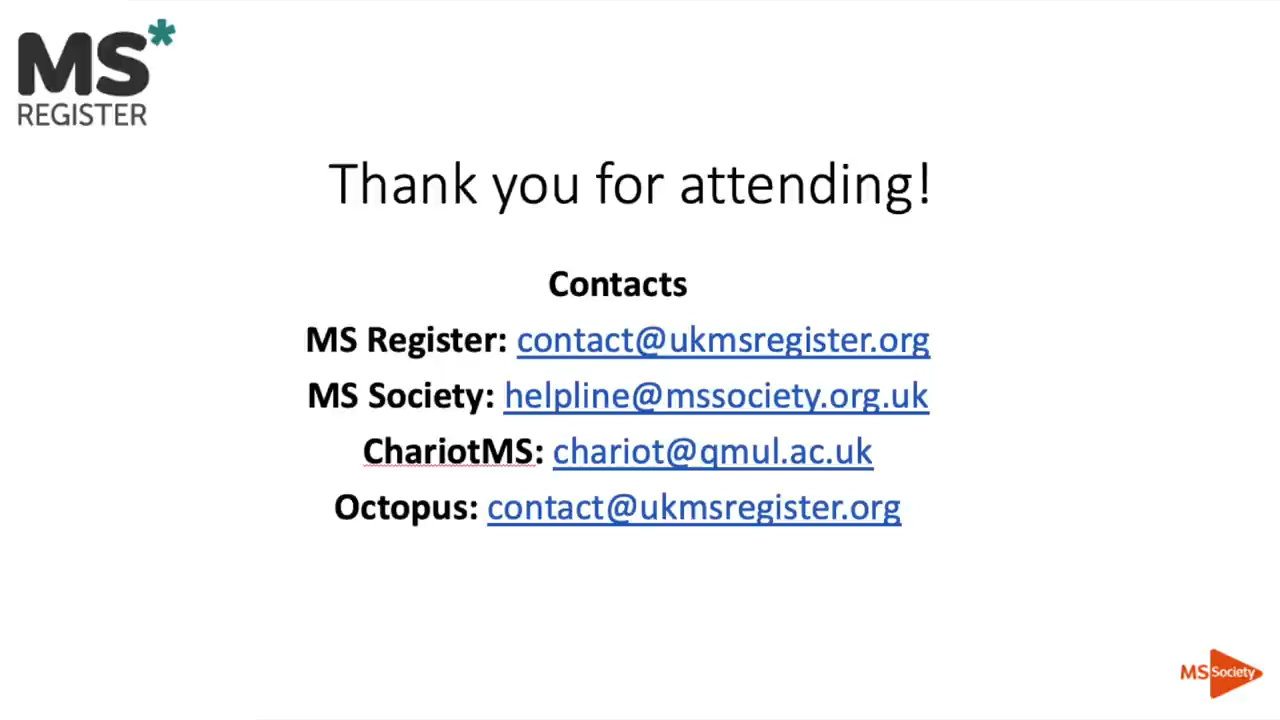 MS*
REGISTER
Thank you for attending!
Contacts
MS Register: contact@ukmsregister.org
MS Society: helpline@mssociety.org.uk
ChariotMS: chariot@qmul.ac.uk
Octopus: contact@ukmsregister.org
MS Society